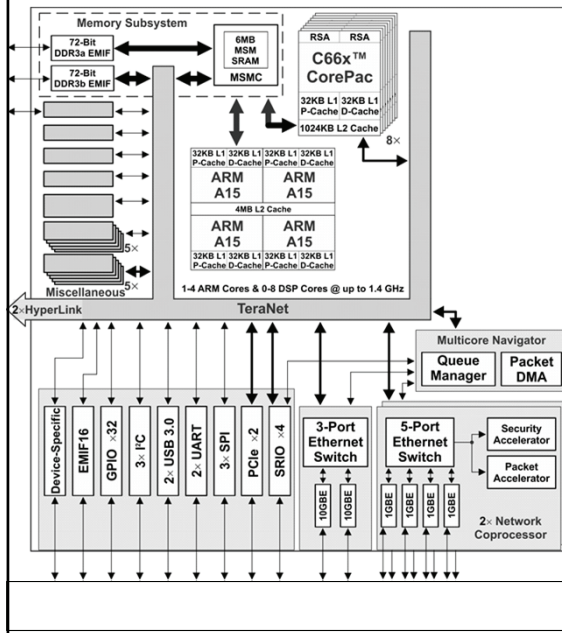 Memory Subsystem
72-Bit
DDR3a EMIF
72-Bit
DDR3b EMIF
6MB
MSM
SRAM
MSMC
RSA RSA
C66x™
CorePac
32KB L1 32KB L1
P-Cache D-Cache
1024KB L2 Cache
8×
32KB L1 32KB L1 32KB L1 32KB L1
P-Cache D-Cache P-Cache D-Cache
ARM ARM
A15 A15
4MB L2 Cache
ARM ARM
A15 A15
32KB L1 32KB L1 32KB L1 32KB L1
P-Cache D-Cache P-Cache D-Cache
5×
5×
Miscellaneous
1-4 ARM Cores & 0-8 DSP Cores @ up to 1.4 GHz
2×HyperLink
TeraNet
Multicore Navigator
Queue
Manager
Packet
DMA
Device-Specific
EMIF16
GPIO ×32
3× I²C
2× USB 3.0
2× UART
3× SPI
PCIe ×2
SRIO ×4
3-Port
Ethernet
Switch
10GBE
10GBE
5-Port
Ethernet
Switch
1GBE
1GBE
1GBE
1GBE
Security
Accelerator
Packet
Accelerator
2× Network
Coprocessor